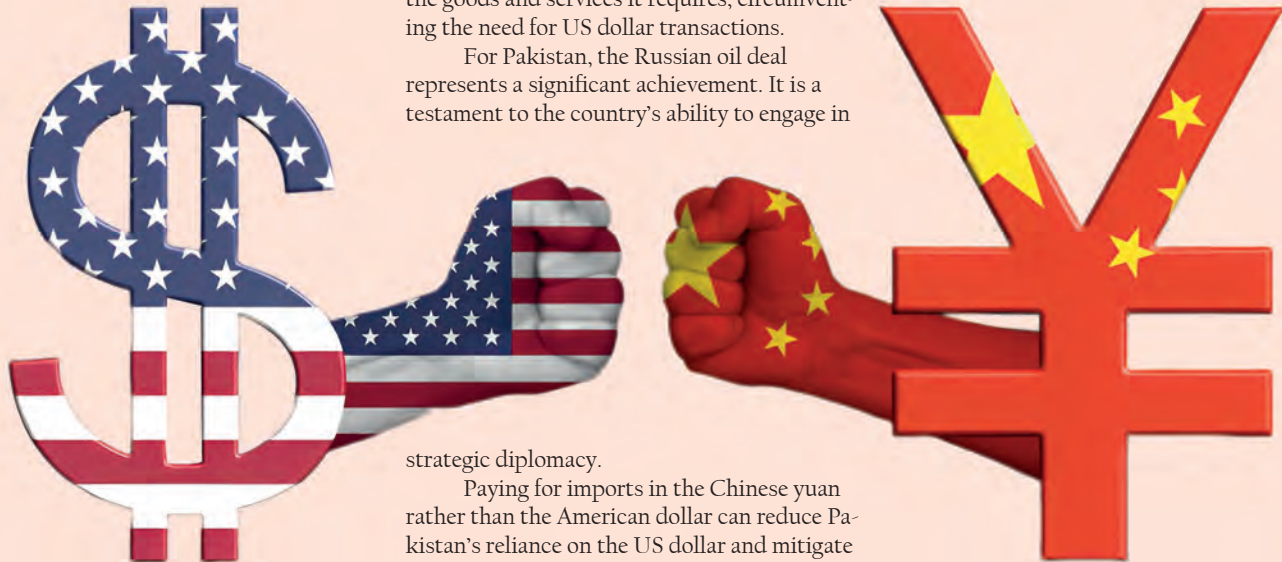 the goods and services it requires, circumvent-
ing the need for US dollar transactions.
For Pakistan, the Russian oil deal
represents a significant achievement. It is a
testament to the country’s ability to engage in
strategic diplomacy.
Paying for imports in the Chinese yuan
rather than the American dollar can reduce Pa-
kistan’s reliance on the US dollar and mitigate